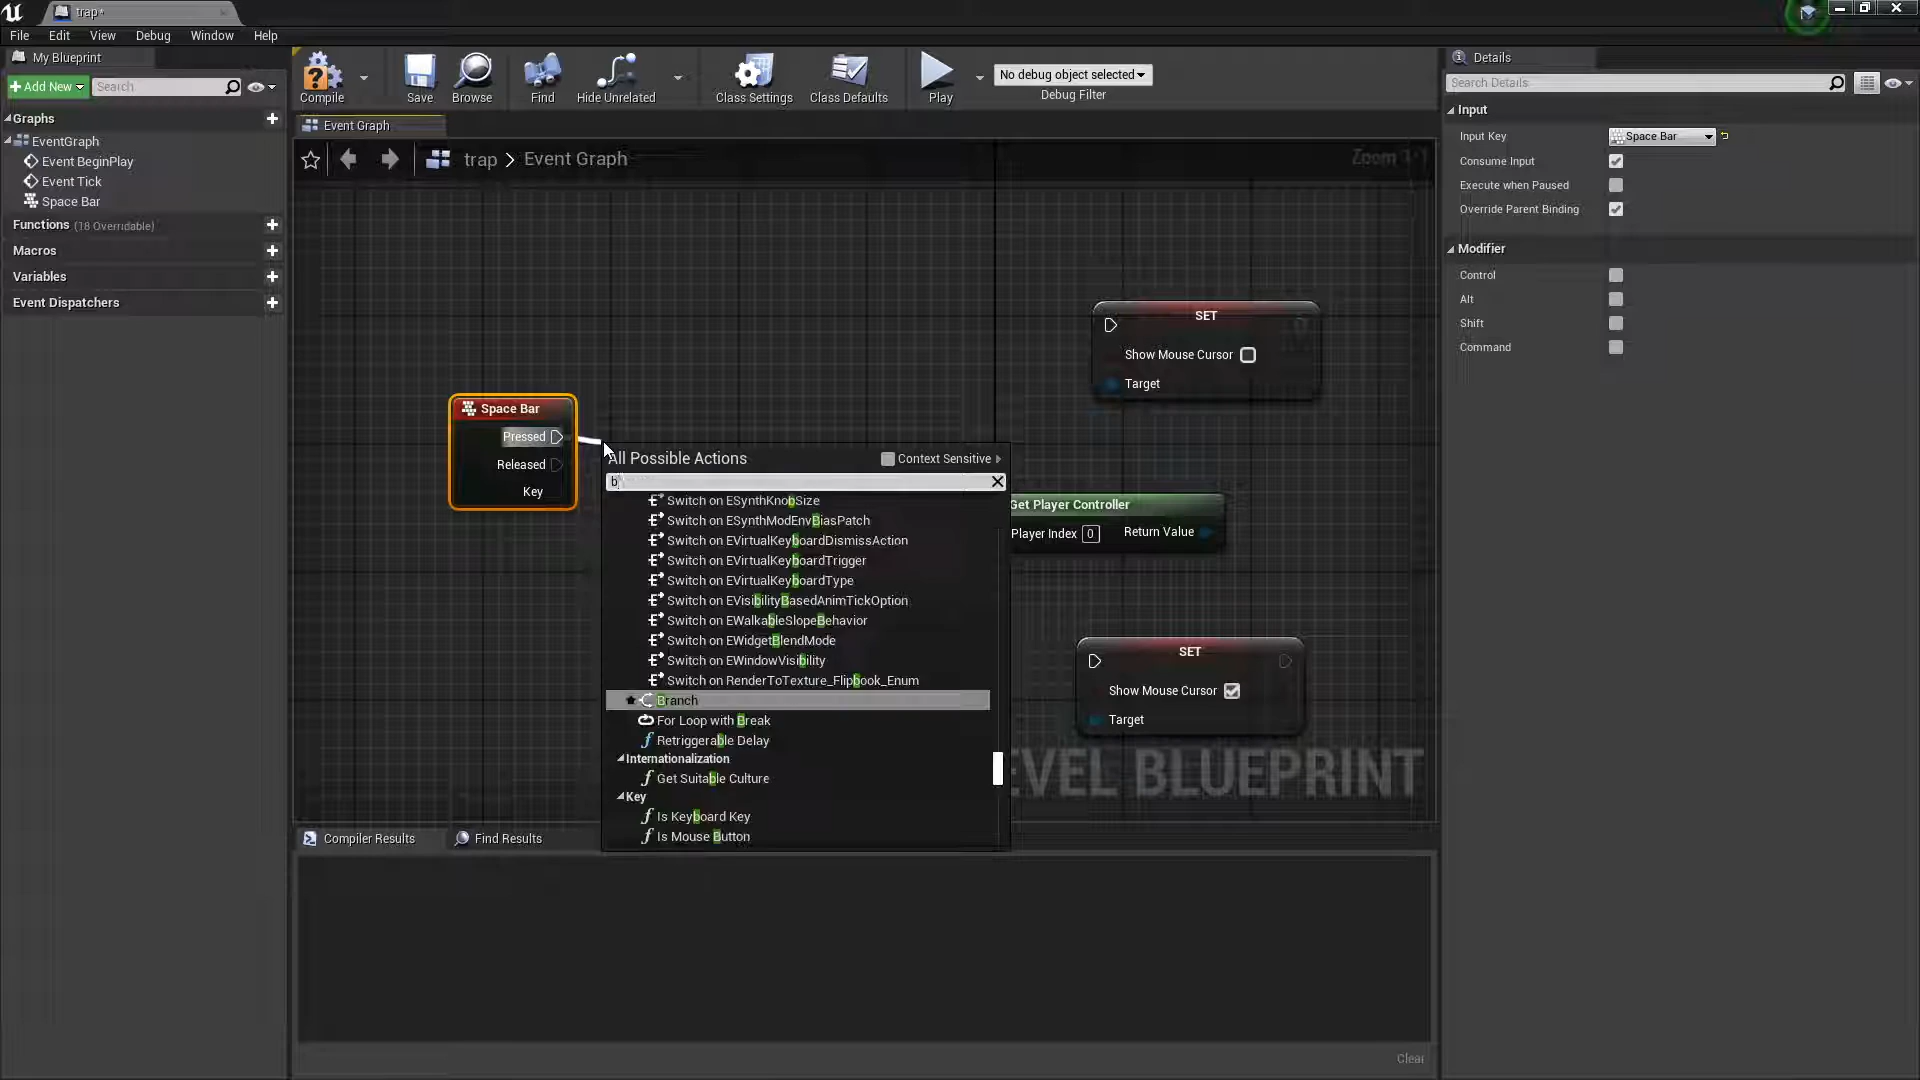 trap*
File Edit View Debug Window Help
My Blueprint
Add New
Search
Graphs
EventGraph
Event BeginPlay
Event Tick
Space Bar
Functions (18 Overridable)
Macros
Variables
Event Dispatchers
Compile
Save
Browse
Find
Hide Unrelated
Class Settings
Class Defaults
Play
No debug object selected
Debug Filter
Event Graph
trap > Event Graph
Zoom 1:1
Space Bar
Pressed
Released
Key
All Possible Actions
Context Sensitive
b
Switch on ESynthKnobSize
Switch on ESynthModEnvBiasPatch
Switch on EVirtualKeyboardDismissAction
Switch on EVirtualKeyboardTrigger
Switch on EVirtualKeyboardType
Switch on EVisibilityBasedAnimTickOption
Switch on EWalkableSlopeBehavior
Switch on EWidgetBlendMode
Switch on EWindowVisibility
Switch on RenderToTexture_Flipbook_Enum
Branch
For Loop with Break
Retriggerable Delay
Internationalization
Get Suitable Culture
Key
Is Keyboard Key
Is Mouse Button
SET
Show Mouse Cursor
Target
Get Player Controller
Player Index 0
Return Value
SET
Show Mouse Cursor
Target
EVEL BLUEPRINT
Compiler Results
Find Results
Clear
Details
Search Details
Input
Input Key
Space Bar
Consume Input
Execute when Paused
Override Parent Binding
Modifier
Control
Alt
Shift
Command